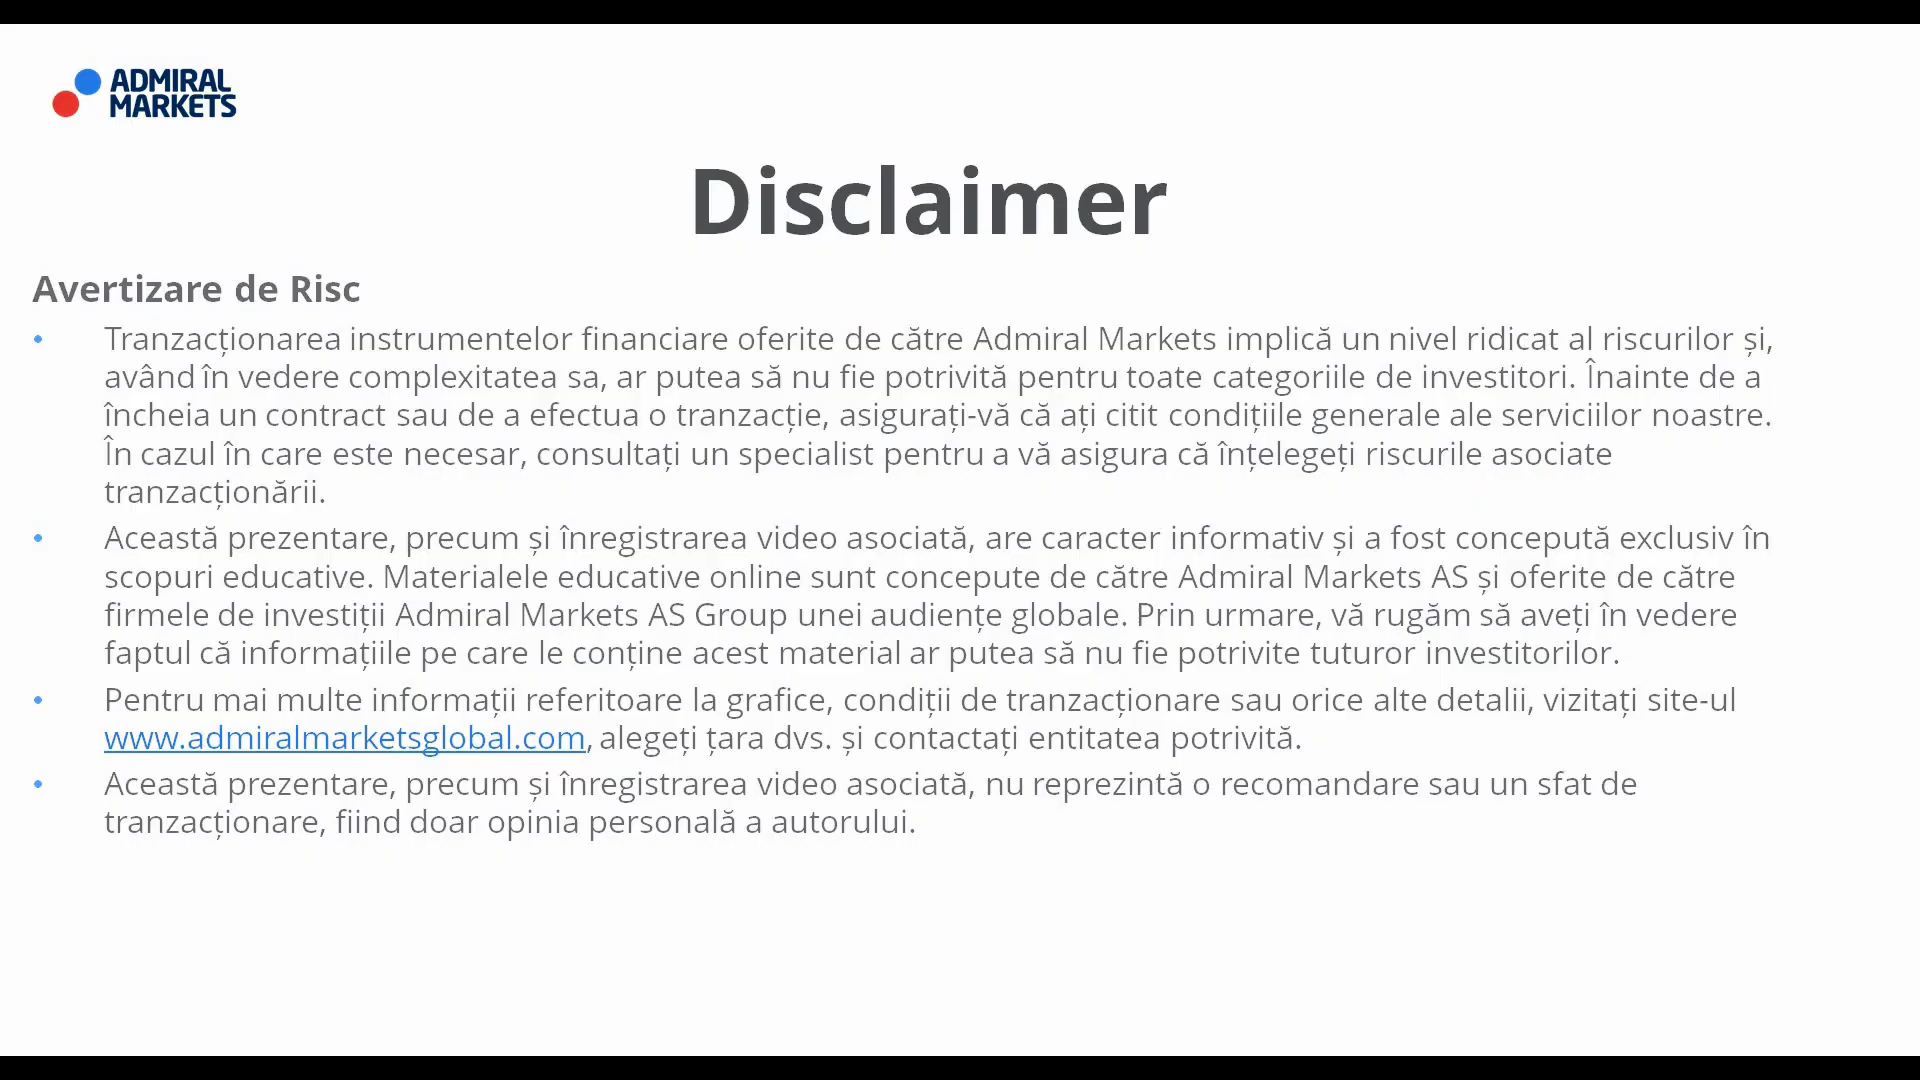 ADMIRAL
MARKETS
Disclaimer
Avertizare de Risc
• Tranzacționarea instrumentelor financiare oferite de către Admiral Markets implică un nivel ridicat al riscurilor și,
având în vedere complexitatea sa, ar putea să nu fie potrivită pentru toate categoriile de investitori. Înainte de a
încheia un contract sau de a efectua o tranzacție, asigurați-vă că ați citit condițiile generale ale serviciilor noastre.
În cazul în care este necesar, consultați un specialist pentru a vă asigura că înțelegeți riscurile asociate
tranzacționării.
• Această prezentare, precum și înregistrarea video asociată, are caracter informativ și a fost concepută exclusiv în
scopuri educative. Materialele educative online sunt concepute de către Admiral Markets AS și oferite de către
firmele de investiții Admiral Markets AS Group unei audiențe globale. Prin urmare, vă rugăm să aveți în vedere
faptul că informațiile pe care le conține acest material ar putea să nu fie potrivite tuturor investitorilor.
• Pentru mai multe informații referitoare la grafice, condiții de tranzacționare sau orice alte detalii, vizitați site-ul
www.admiralmarketsglobal.com, alegeți țara dvs. și contactați entitatea potrivită.
• Această prezentare, precum și înregistrarea video asociată, nu reprezintă o recomandare sau un sfat de
tranzacționare, fiind doar opinia personală a autorului.